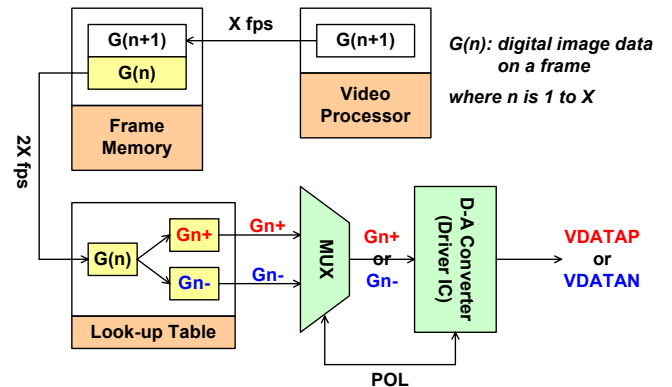 X fps
G(n+1)
G(n)
Frame
Memory
G(n+1)
Video
Processor
G(n): digital image data
on a frame
where n is 1 to X
2X fps
G(n)
Gn+
Gn-
Look-up Table
Gn+
Gn-
MUX
Gn+
or
Gn-
D-A Converter
(Driver IC)
VDATAP
or
VDATAN
POL